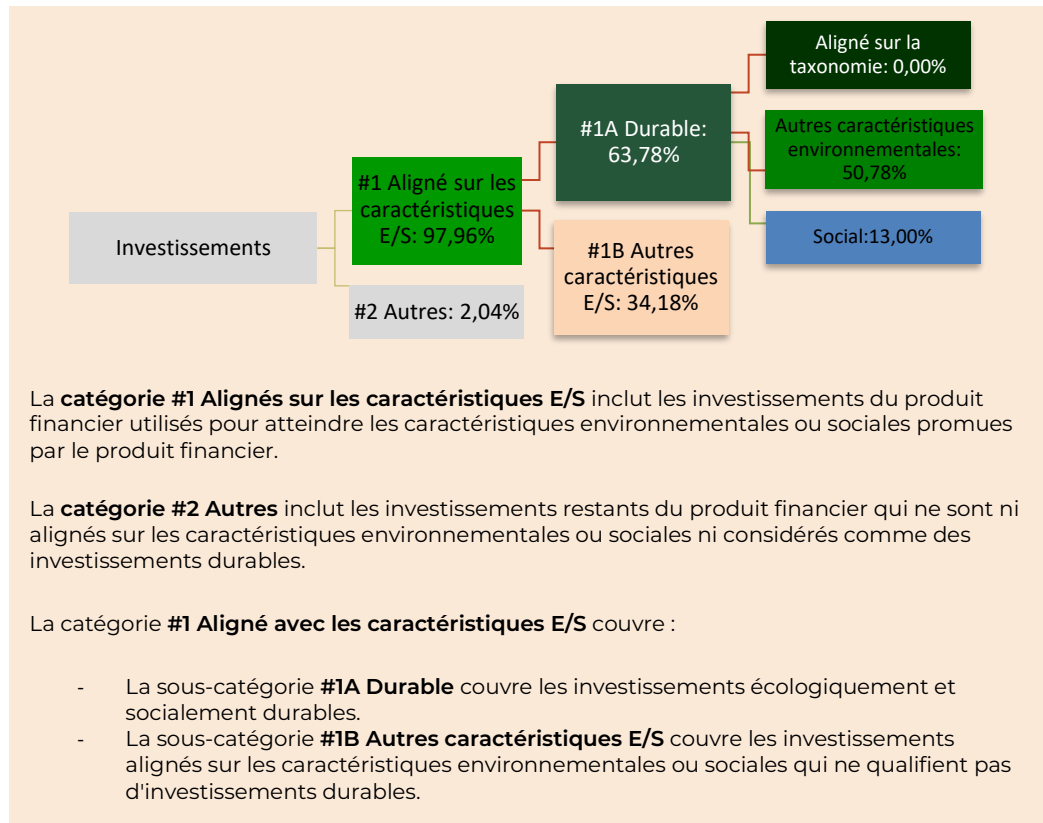 Aligné sur la
taxonomie: 0,00%
#1A Durable:
63,78%
Autres caractéristiques
environnementales:
50,78%
#1 Aligné sur les
caractéristiques
E/S: 97,96%
Investissements
Social:13,00%
#1B Autres
caractéristiques
E/S: 34,18%
#2 Autres: 2,04%
La catégorie #1 Alignés sur les caractéristiques E/S inclut les investissements du produit
financier utilisés pour atteindre les caractéristiques environnementales ou sociales promues
par le produit financier.
La catégorie #2 Autres inclut les investissements restants du produit financier qui ne sont ni
alignés sur les caractéristiques environnementales ou sociales ni considérés comme des
investissements durables.
La catégorie #1 Aligné avec les caractéristiques E/S couvre :
- La sous-catégorie #1A Durable couvre les investissements écologiquement et
socialement durables.
- La sous-catégorie #1B Autres caractéristiques E/S couvre les investissements
alignés sur les caractéristiques environnementales ou sociales qui ne qualifient pas
d'investissements durables.